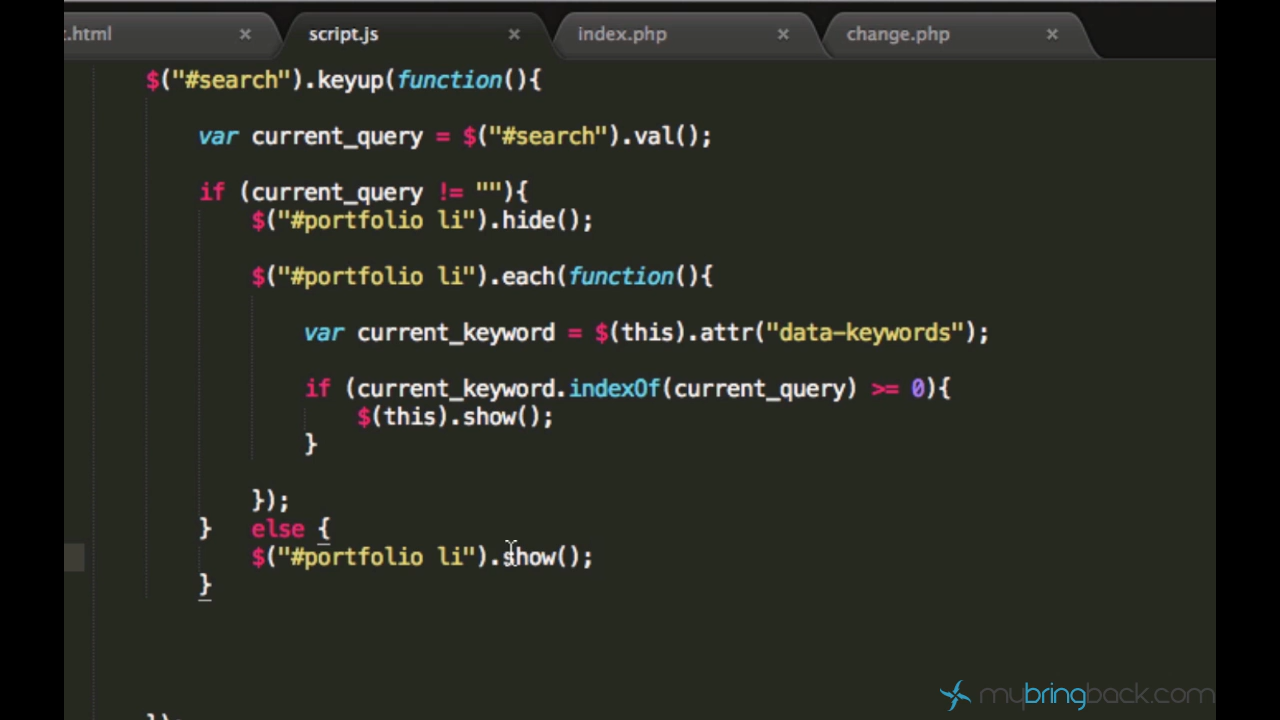 .html × script.js × index.php × change.php ×
$("#search").keyup(function(){
var current_query = $("#search").val();
if (current_query != ""){
$("#portfolio li").hide();
$("#portfolio li").each(function(){
var current_keyword = $(this).attr("data-keywords");
if (current_keyword.indexOf(current_query) >= 0){
$(this).show();
}
});
} else {
$("#portfolio li").show();
}
mybringback.com